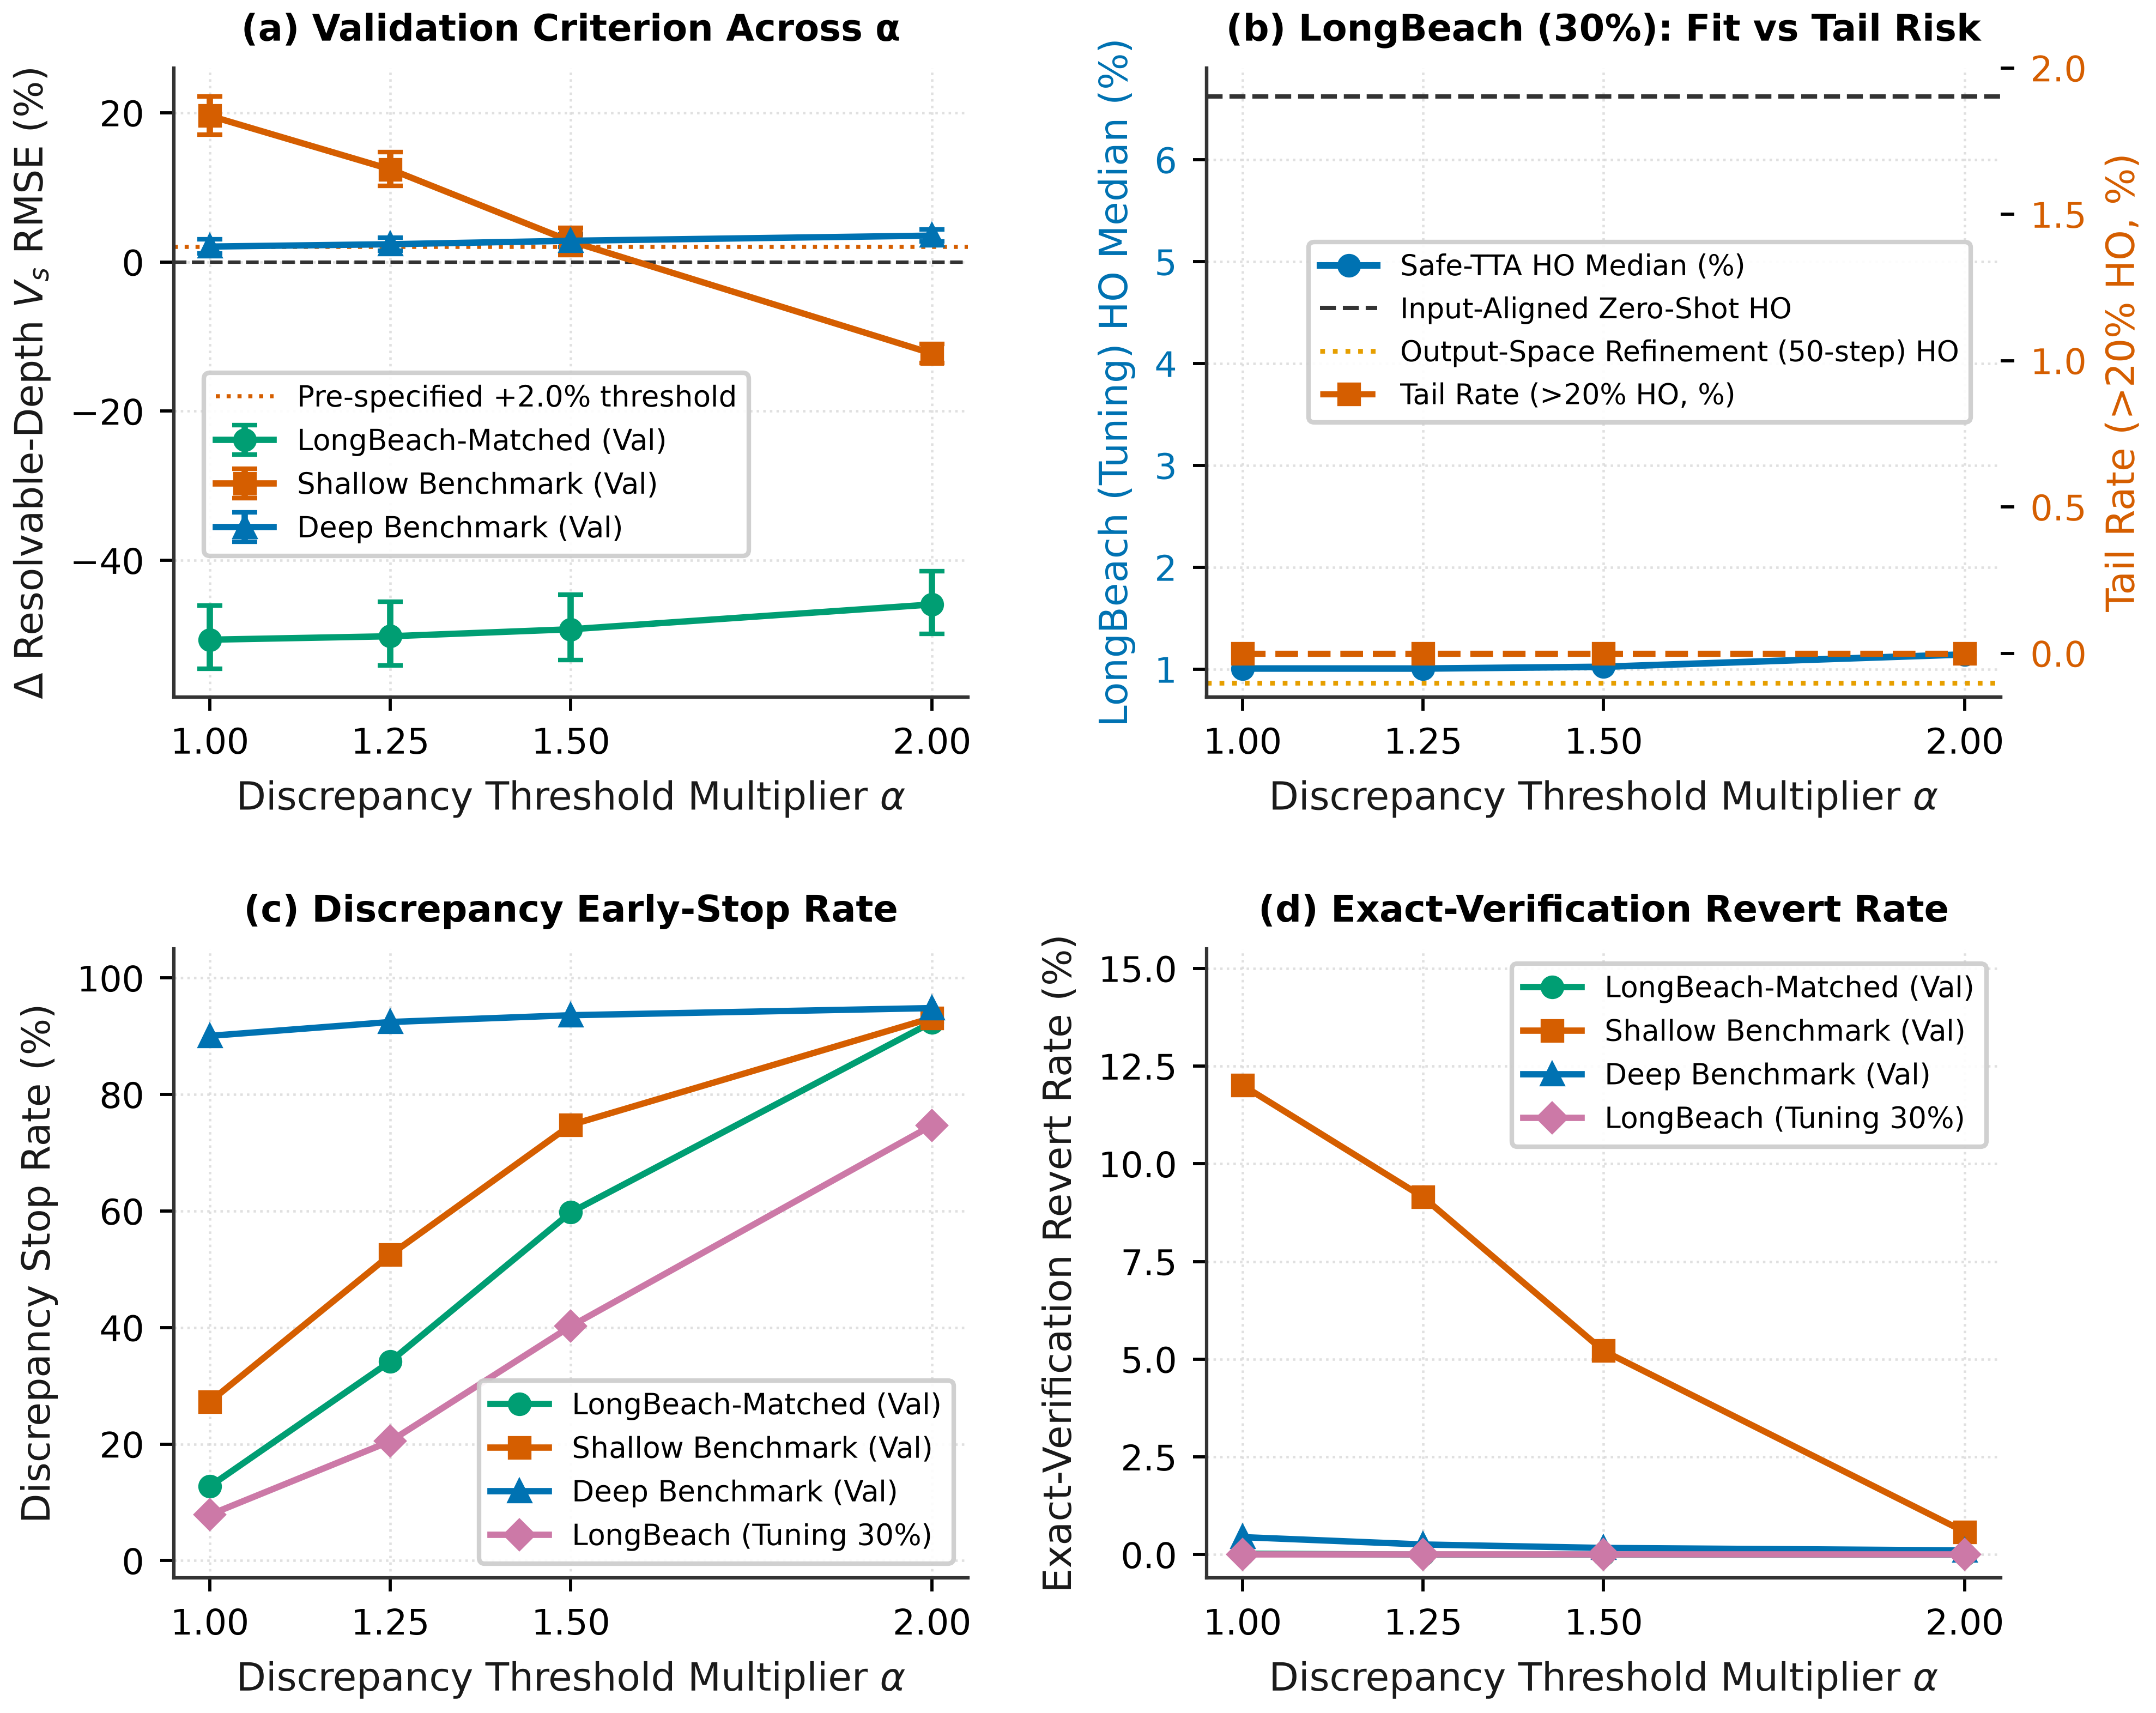 (a) Validation Criterion Across α
Δ Resolvable-Depth Vs RMSE (%)
20
0
−20
−40
Pre-specified +2.0% threshold
LongBeach-Matched (Val)
Shallow Benchmark (Val)
Deep Benchmark (Val)
1.00 1.25 1.50 2.00
Discrepancy Threshold Multiplier α
(b) LongBeach (30%): Fit vs Tail Risk
LongBeach (Tuning) HO Median (%)
6
5
4
3
2
1
Safe-TTA HO Median (%)
Input-Aligned Zero-Shot HO
Output-Space Refinement (50-step) HO
Tail Rate (>20% HO, %)
2.0
1.5
1.0
0.5
0.0
Tail Rate (>20% HO, %)
1.00 1.25 1.50 2.00
Discrepancy Threshold Multiplier α
(c) Discrepancy Early-Stop Rate
Discrepancy Stop Rate (%)
100
80
60
40
20
0
LongBeach-Matched (Val)
Shallow Benchmark (Val)
Deep Benchmark (Val)
LongBeach (Tuning 30%)
1.00 1.25 1.50 2.00
Discrepancy Threshold Multiplier α
(d) Exact-Verification Revert Rate
Exact-Verification Revert Rate (%)
15.0
12.5
10.0
7.5
5.0
2.5
0.0
LongBeach-Matched (Val)
Shallow Benchmark (Val)
Deep Benchmark (Val)
LongBeach (Tuning 30%)
1.00 1.25 1.50 2.00
Discrepancy Threshold Multiplier α